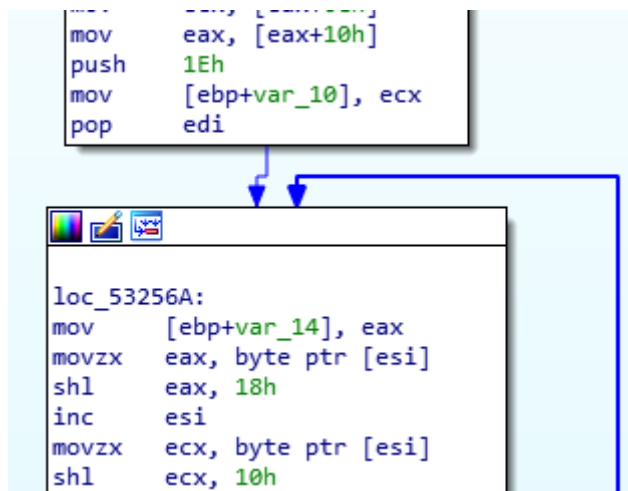 mov eax, [eax+10h]
push 1Eh
mov [ebp+var_10], ecx
pop edi
loc_53256A:
mov [ebp+var_14], eax
movzx eax, byte ptr [esi]
shl eax, 18h
inc esi
movzx ecx, byte ptr [esi]
shl ecx, 10h